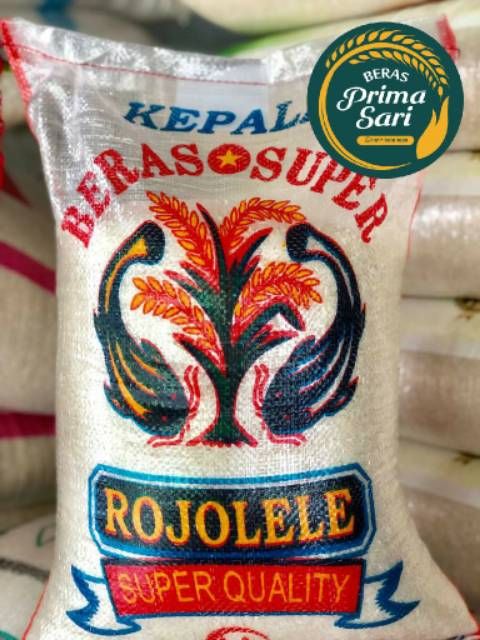 BERAS
Prima
Sari
KEPALA
BERAS SUPER
ROJOLELE
SUPER QUALITY